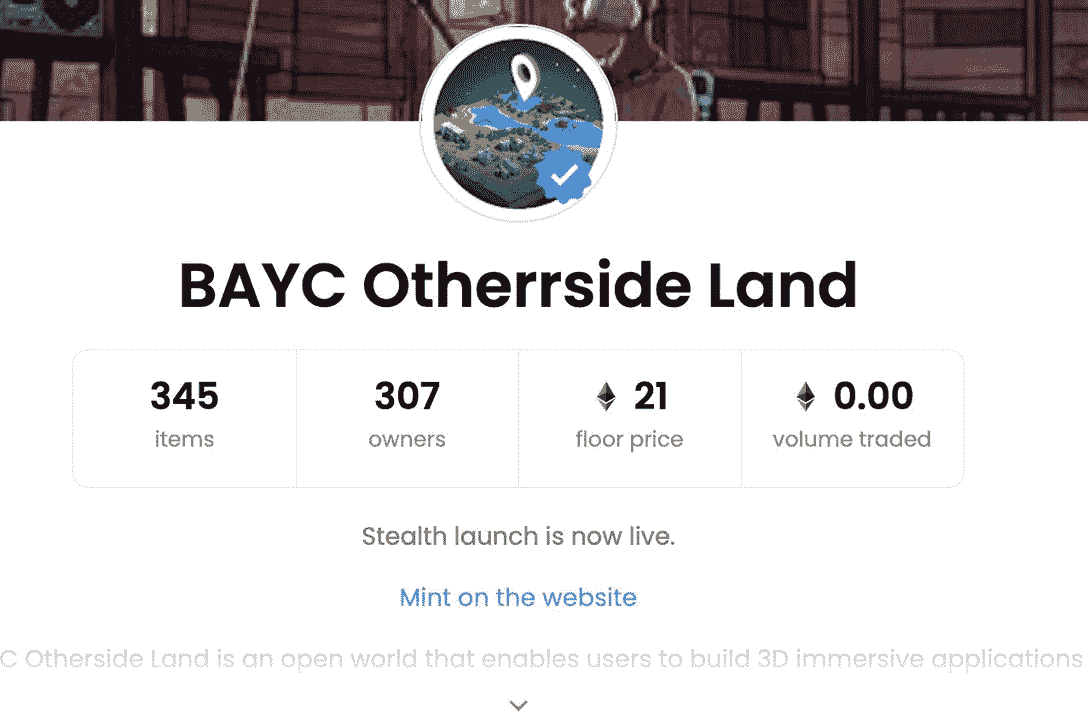 BAYC Otherrside Land
345 21 307 0.00
items owners floor price volume traded
Stealth launch is now live.
Mint on the website
C Otherside Land is an open world that enables users to build 3D immersive applications